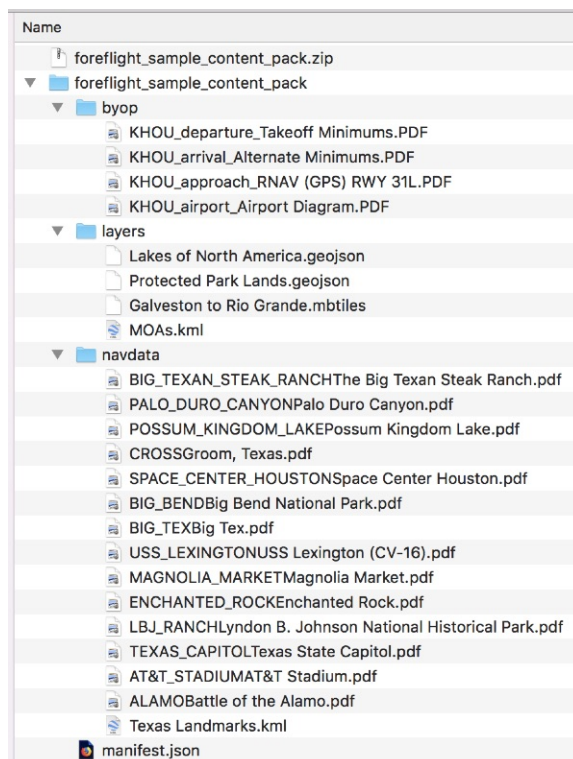 Name
foreflight_sample_content_pack.zip
foreflight_sample_content_pack
byop
KHOU_departure_Takeoff Minimums.PDF
KHOU_arrival_Alternate Minimums.PDF
KHOU_approach_RNAV (GPS) RWY 31L.PDF
KHOU_airport_Airport Diagram.PDF
layers
Lakes of North America.geojson
Protected Park Lands.geojson
Galveston to Rio Grande.mbtiles
MOAs.kml
navdata
BIG_TEXAN_STEAK_RANCHThe Big Texan Steak Ranch.pdf
PALO_DURO_CANYONPalo Duro Canyon.pdf
POSSUM_KINGDOM_LAKEPossum Kingdom Lake.pdf
CROSSGroom, Texas.pdf
SPACE_CENTER_HOUSTONSpace Center Houston.pdf
BIG_BENDBig Bend National Park.pdf
BIG_TEXBig Tex.pdf
USS_LEXINGTONUSS Lexington (CV-16).pdf
MAGNOLIA_MARKETMagnolia Market.pdf
ENCHANTED_ROCKEnchanted Rock.pdf
LBJ_RANCHLyndon B. Johnson National Historical Park.pdf
TEXAS_CAPITOLTexas State Capitol.pdf
AT&T_STADIUMAT&T Stadium.pdf
ALAMOBattle of the Alamo.pdf
Texas Landmarks.kml
manifest.json